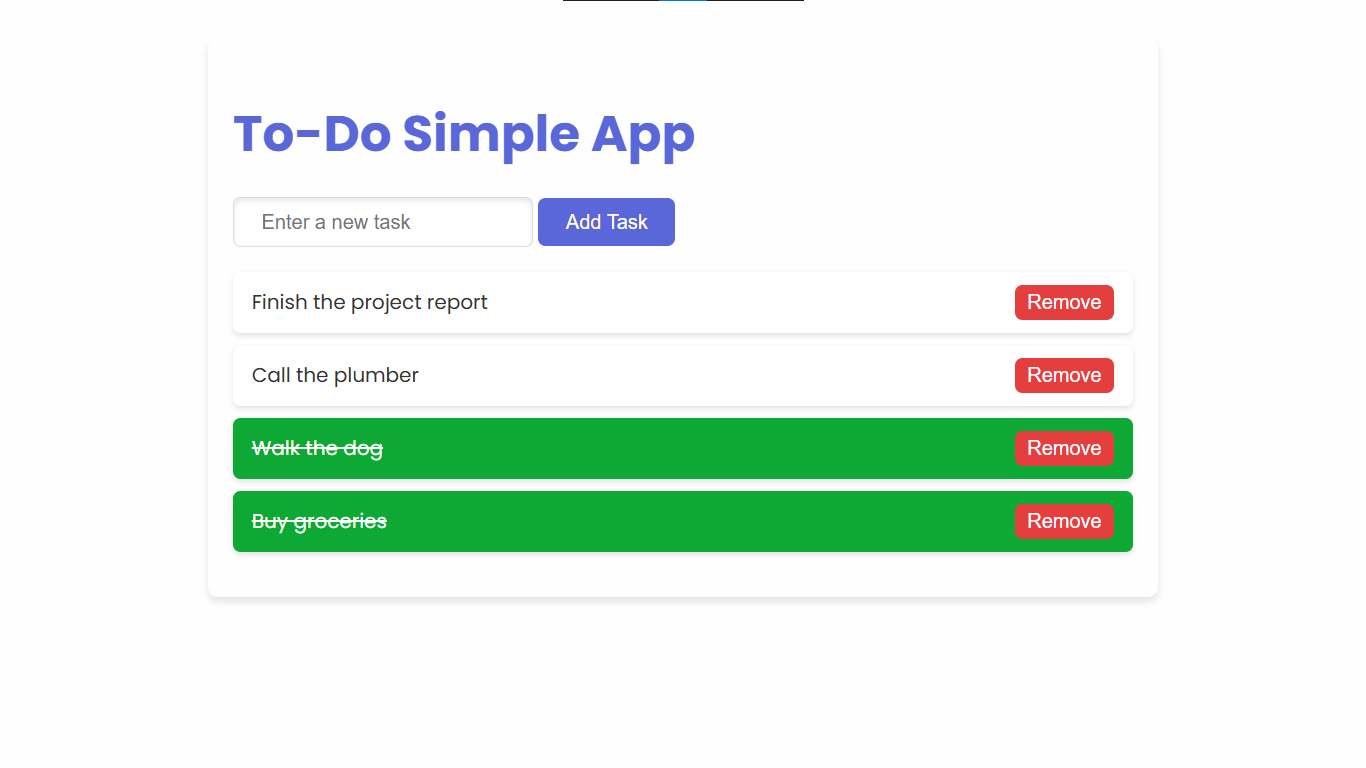 To-Do Simple App
Enter a new task
Add Task
Finish the project report
Remove
Call the plumber
Remove
Walk the dog
Remove
Buy groceries
Remove